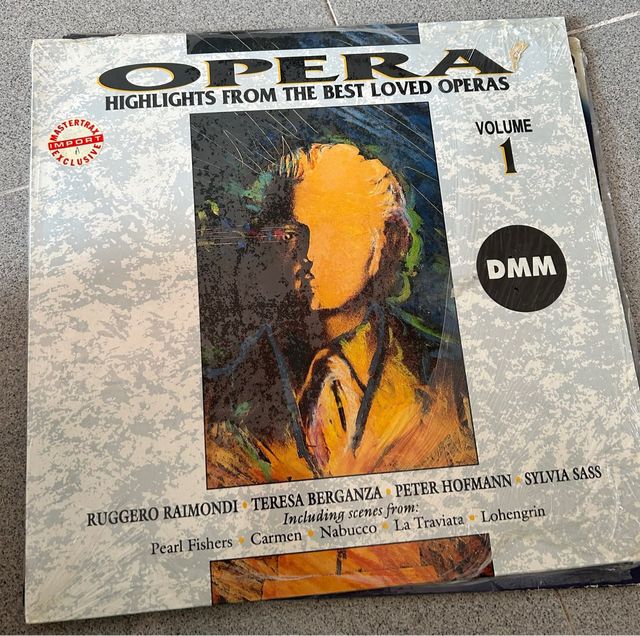 OPERA
HIGHLIGHTS FROM THE BEST LOVED OPERAS
MASTERTRAX
IMPORT
EXCLUSIVE
VOLUME
1
DMM
RUGGERO RAIMONDI • TERESA BERGANZA • PETER HOFMANN • SYLVIA SASS
Including scenes from:
Pearl Fishers • Carmen • Nabucco • La Traviata • Lohengrin